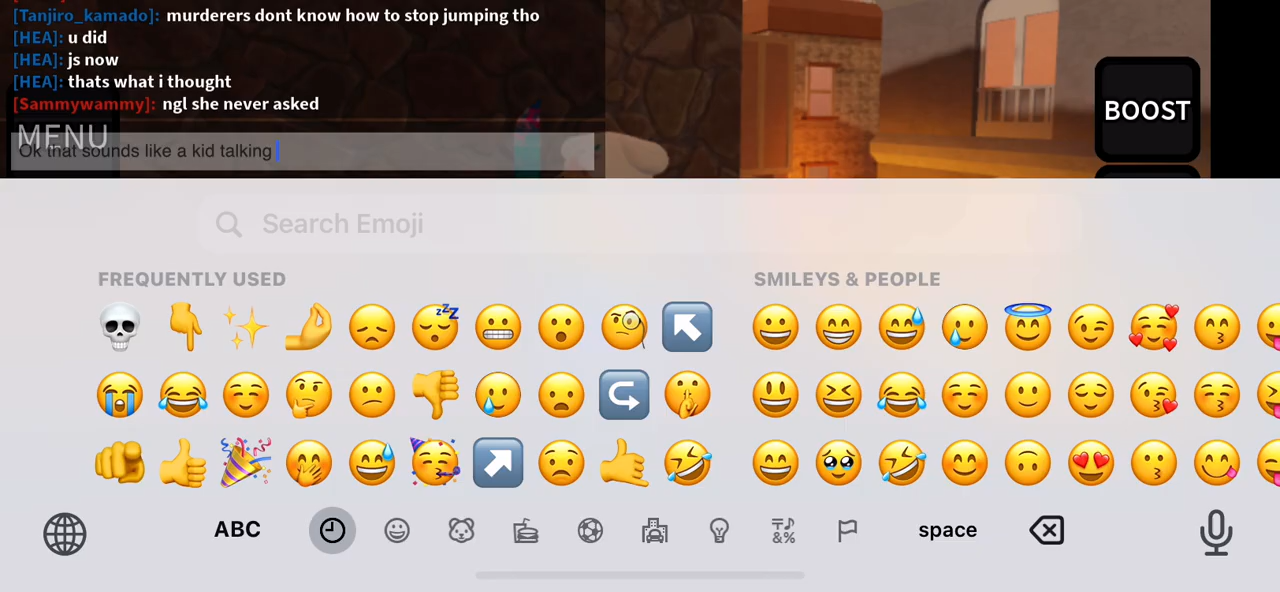 [Tanjiro_kamado]: murderers dont know how to stop jumping tho
[HEA]: u did
[HEA]: js now
[HEA]: thats what i thought
[Sammywammy]: ngl she never asked
MENU
Ok that sounds like a kid talking
BOOST
Search Emoji
FREQUENTLY USED
SMILEYS & PEOPLE
ABC
space